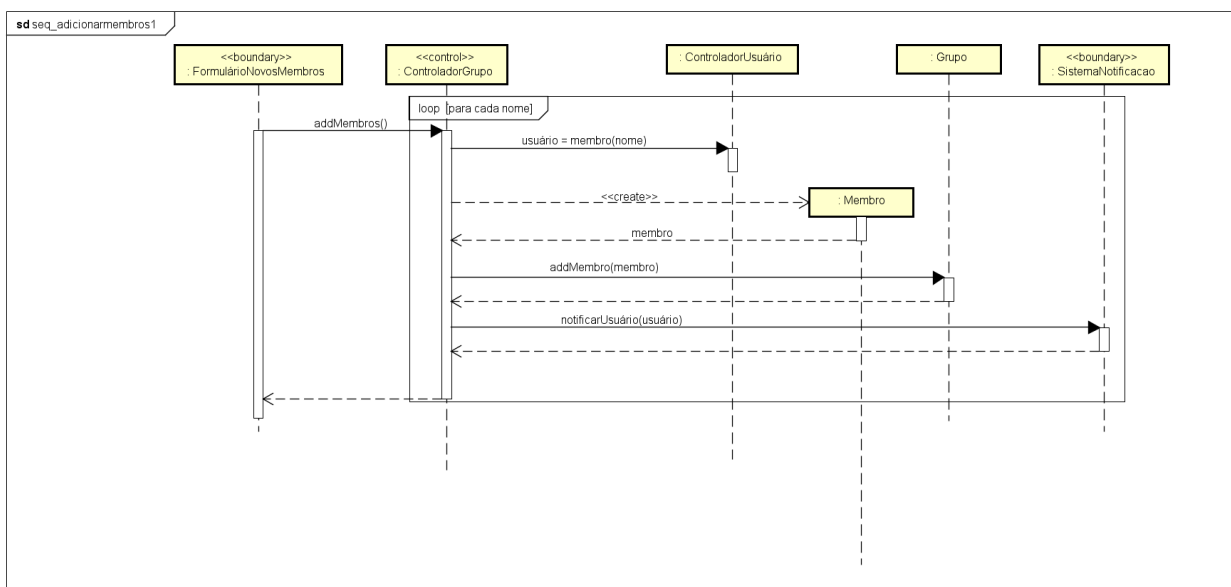 sd seq_adicionarmembros1
<<boundary>>
: FormulárioNovosMembros
<<control>>
: ControladorGrupo
: ControladorUsuário
: Grupo
<<boundary>>
: SistemaNotificacao
loop [para cada nome]
addMembros()
usuário = membro(nome)
<<create>>
: Membro
membro
addMembro(membro)
notificarUsuário(usuário)